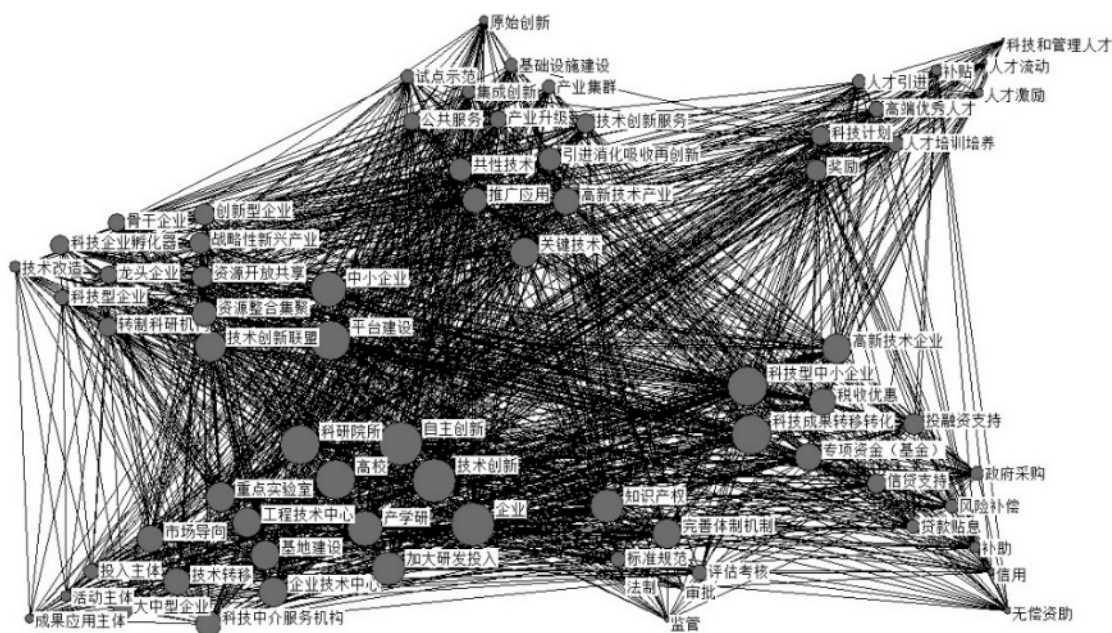 原始创新
科技和管理人才
基础设施建设
人才流动
试点示范
补贴
人才引进
集成创新
产业集群
人才激励
高端优秀人才
公共服务
产业升级
技术创新服务
科技计划
人才培训培养
引进消化吸收再创新
共性技术
奖励
推广应用
高新技术产业
创新型企业
骨干企业
关键技术
科技企业孵化器
战略性新兴产业
技术改造
龙头企业
资源开放共享
中小企业
科技型企业
资源整合集聚
转制科研机构
平台建设
技术创新联盟
高新技术企业
科技型中小企业
税收优惠
科技成果转移转化
投融资支持
科研院所
自主创新
专项资金（基金）
高校
技术创新
政府采购
信贷支持
重点实验室
知识产权
企业
风险补偿
工程技术中心
产学研
完善体制机制
贷款贴息
市场导向
基地建设
补助
加大研发投入
标准规范
投入主体
技术转移
评估考核
信用
企业技术中心
法制
审批
活动主体
大中型企业
无偿资助
成果应用主体
科技中介服务机构
监管